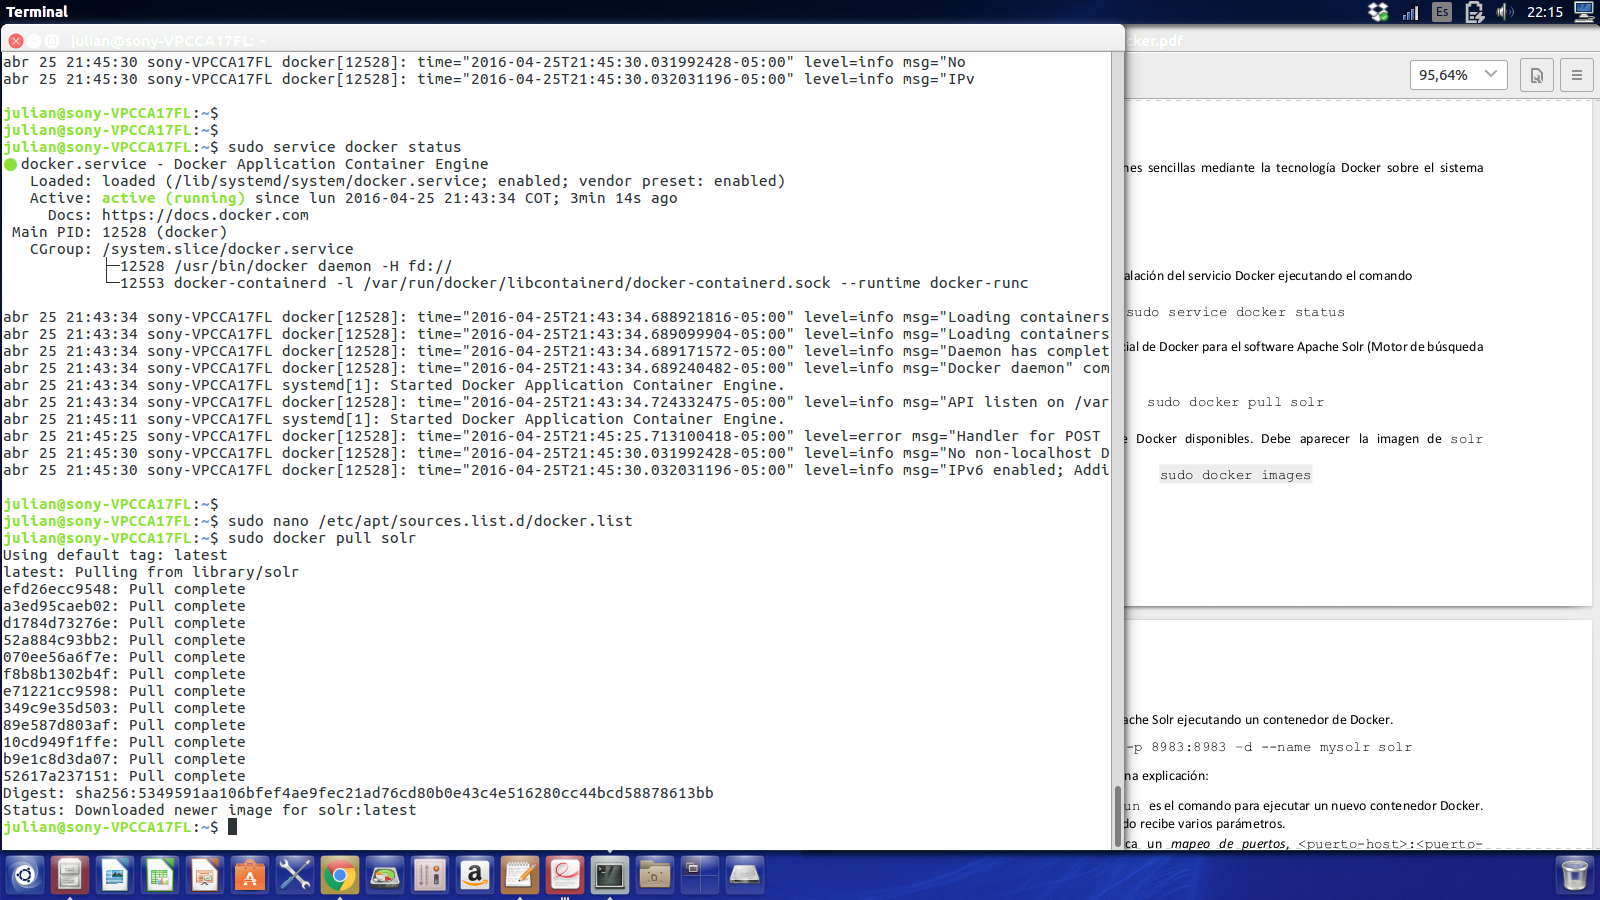 Terminal
Es
22:15
julian@sony-VPCCA17FL: ~
abr 25 21:45:30 sony-VPCCA17FL docker[12528]: time="2016-04-25T21:45:30.031992428-05:00" level=info msg="No
abr 25 21:45:30 sony-VPCCA17FL docker[12528]: time="2016-04-25T21:45:30.032031196-05:00" level=info msg="IPv
julian@sony-VPCCA17FL:~$
julian@sony-VPCCA17FL:~$
julian@sony-VPCCA17FL:~$ sudo service docker status
docker.service - Docker Application Container Engine
Loaded: loaded (/lib/systemd/system/docker.service; enabled; vendor preset: enabled)
Active: active (running) since lun 2016-04-25 21:43:34 COT; 3min 14s ago
Docs: https://docs.docker.com
Main PID: 12528 (docker)
CGroup: /system.slice/docker.service
├─12528 /usr/bin/docker daemon -H fd://
└─12553 docker-containerd -l /var/run/docker/libcontainerd/docker-containerd.sock --runtime docker-runc
abr 25 21:43:34 sony-VPCCA17FL docker[12528]: time="2016-04-25T21:43:34.688921816-05:00" level=info msg="Loading containers
abr 25 21:43:34 sony-VPCCA17FL docker[12528]: time="2016-04-25T21:43:34.689099904-05:00" level=info msg="Loading containers
abr 25 21:43:34 sony-VPCCA17FL docker[12528]: time="2016-04-25T21:43:34.689171572-05:00" level=info msg="Daemon has complet
abr 25 21:43:34 sony-VPCCA17FL docker[12528]: time="2016-04-25T21:43:34.689240482-05:00" level=info msg="Docker daemon" com
abr 25 21:43:34 sony-VPCCA17FL systemd[1]: Started Docker Application Container Engine.
abr 25 21:43:34 sony-VPCCA17FL docker[12528]: time="2016-04-25T21:43:34.724332475-05:00" level=info msg="API listen on /var
abr 25 21:45:11 sony-VPCCA17FL systemd[1]: Started Docker Application Container Engine.
abr 25 21:45:25 sony-VPCCA17FL docker[12528]: time="2016-04-25T21:45:25.713100418-05:00" level=error msg="Handler for POST
abr 25 21:45:30 sony-VPCCA17FL docker[12528]: time="2016-04-25T21:45:30.031992428-05:00" level=info msg="No non-localhost D
abr 25 21:45:30 sony-VPCCA17FL docker[12528]: time="2016-04-25T21:45:30.032031196-05:00" level=info msg="IPv6 enabled; Addi
julian@sony-VPCCA17FL:~$
julian@sony-VPCCA17FL:~$ sudo nano /etc/apt/sources.list.d/docker.list
julian@sony-VPCCA17FL:~$ sudo docker pull solr
Using default tag: latest
latest: Pulling from library/solr
efd26ecc9548: Pull complete
a3ed95caeb02: Pull complete
d1784d73276e: Pull complete
52a884c93bb2: Pull complete
070ee56a6f7e: Pull complete
f8b8b1302b4f: Pull complete
e71221cc9598: Pull complete
349c9e35d503: Pull complete
89e587d803af: Pull complete
10cd949f1ffe: Pull complete
b9e1c8d3da07: Pull complete
52617a237151: Pull complete
Digest: sha256:5349591aa106bfef4ae9fec21ad76cd80b0e43c4e516280cc44bcd58878613bb
Status: Downloaded newer image for solr:latest
julian@sony-VPCCA17FL:~$
cker.pdf
95,64%
nes sencillas mediante la tecnología Docker sobre el sistema
alación del servicio Docker ejecutando el comando
sudo service docker status
cial de Docker para el software Apache Solr (Motor de búsqueda
sudo docker pull solr
e Docker disponibles. Debe aparecer la imagen de solr
sudo docker images
ache Solr ejecutando un contenedor de Docker.
-p 8983:8983 -d --name mysolr solr
na explicación:
un es el comando para ejecutar un nuevo contenedor Docker.
do recibe varios parámetros.
ca un mapeo de puertos, <puerto-host>:<puerto-